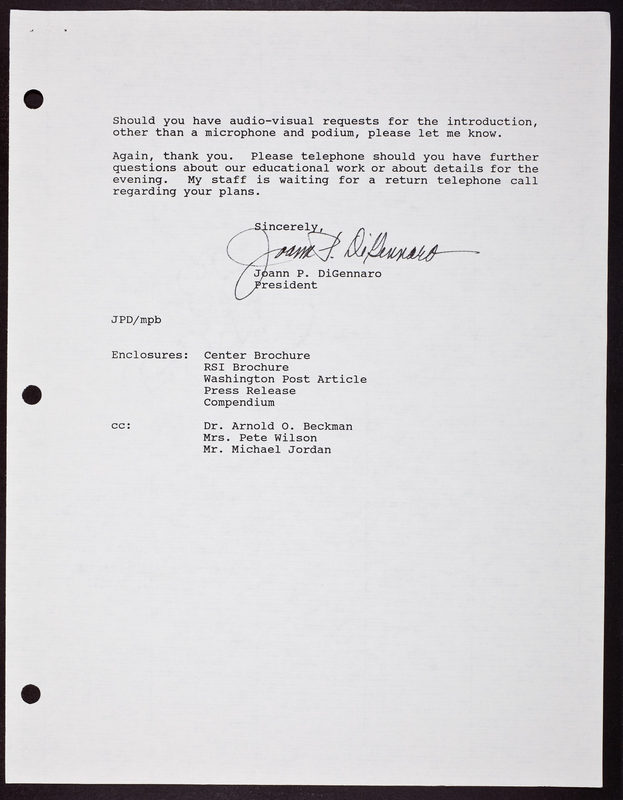 Should you have audio-visual requests for the introduction,
other than a microphone and podium, please let me know.
Again, thank you. Please telephone should you have further
questions about our educational work or about details for the
evening. My staff is waiting for a return telephone call
regarding your plans.
Sincerely,
Joann P. DiGennaro
Joann P. DiGennaro
President
JPD/mpb
Enclosures: Center Brochure
RSI Brochure
Washington Post Article
Press Release
Compendium
cc: Dr. Arnold O. Beckman
Mrs. Pete Wilson
Mr. Michael Jordan